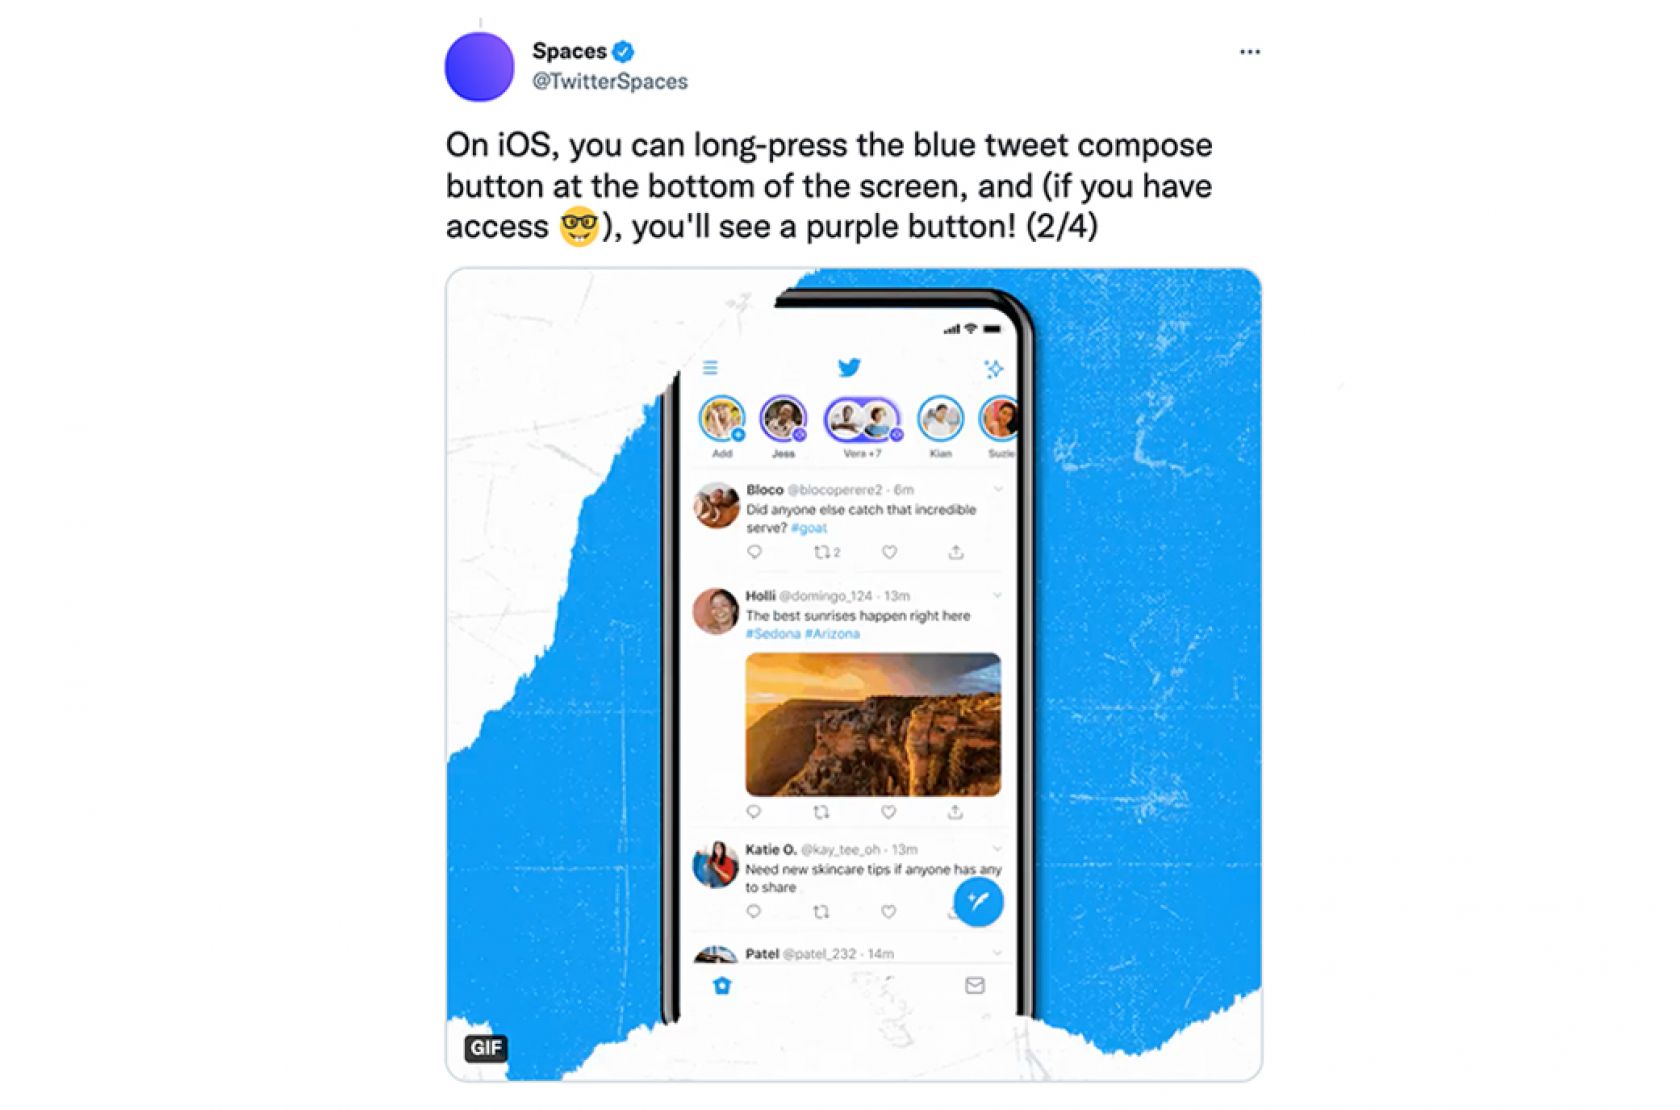 Spaces
@TwitterSpaces
On iOS, you can long-press the blue tweet compose
button at the bottom of the screen, and (if you have
access 🤓), you'll see a purple button! (2/4)
Add Jess Vera +7 Kian Suzie
Bloco @blocoperere2 · 6m
Did anyone else catch that incredible
serve? #goal
2
Holli @domingo_124 · 13m
The best sunrises happen right here
#Sedona #Arizona
Katie O. @kay_tee_oh · 13m
Need new skincare tips if anyone has any
to share
Patel @patel_232 · 14m
GIF